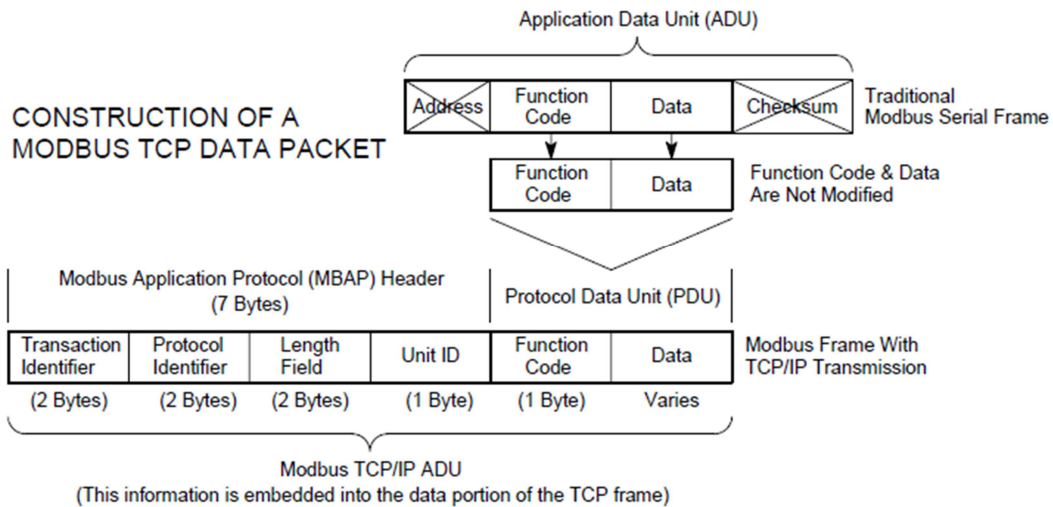 Application Data Unit (ADU)
CONSTRUCTION OF A
MODBUS TCP DATA PACKET
Address
Function
Code
Data
Checksum
Traditional
Modbus Serial Frame
Function
Code
Data
Function Code & Data
Are Not Modified
Modbus Application Protocol (MBAP) Header
(7 Bytes)
Protocol Data Unit (PDU)
Transaction
Identifier
Protocol
Identifier
Length
Field
Unit ID
Function
Code
Data
Modbus Frame With
TCP/IP Transmission
(2 Bytes)
(2 Bytes)
(2 Bytes)
(1 Byte)
(1 Byte)
Varies
Modbus TCP/IP ADU
(This information is embedded into the data portion of the TCP frame)